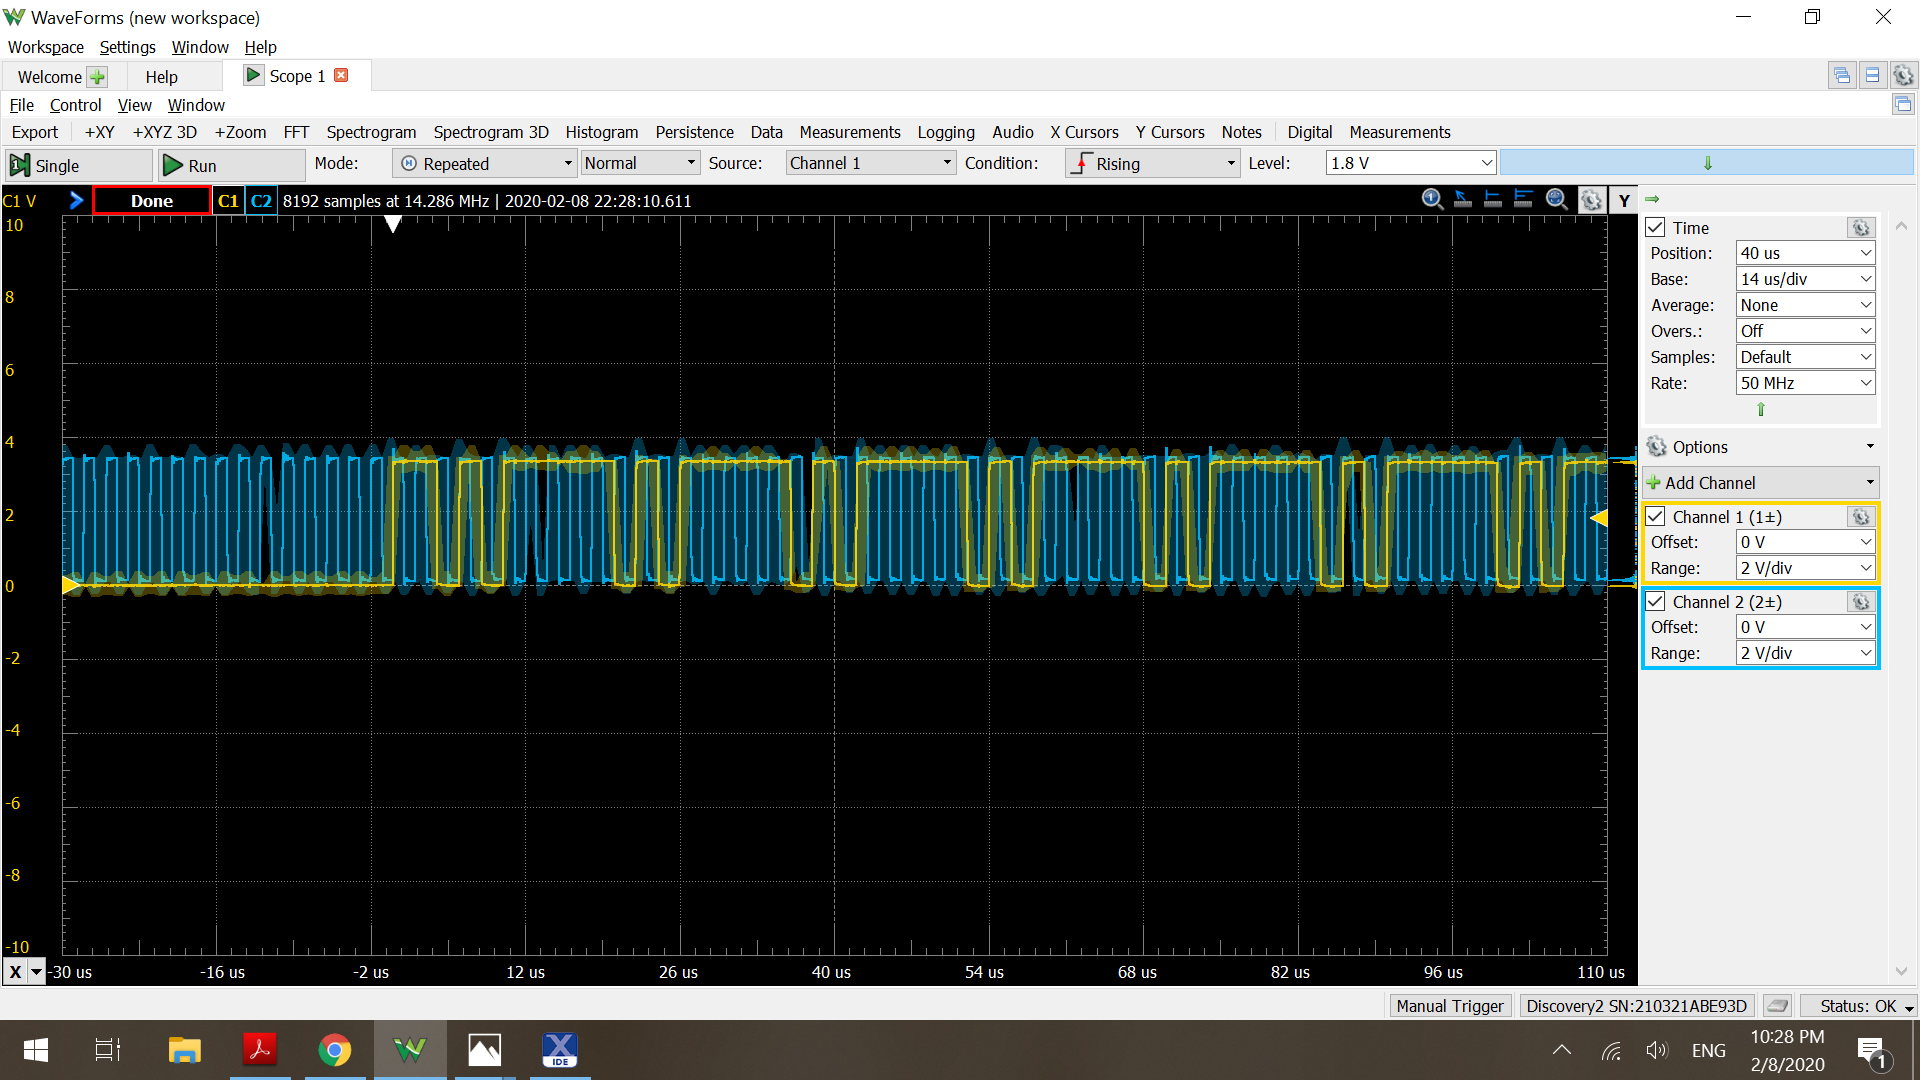 WaveForms (new workspace)
Workspace Settings Window Help
Welcome Help Scope 1
File Control View Window
Export +XY +XYZ 3D +Zoom FFT Spectrogram Spectrogram 3D Histogram Persistence Data Measurements Logging Audio X Cursors Y Cursors Notes Digital Measurements
Single Run Mode: Repeated Normal Source: Channel 1 Condition: Rising Level: 1.8 V
C1 V Done C1 C2 8192 samples at 14.286 MHz | 2020-02-08 22:28:10.611 Y
10
8
6
4
2
0
-2
-4
-6
-8
-10
X -30 us -16 us -2 us 12 us 26 us 40 us 54 us 68 us 82 us 96 us 110 us
Time
Position: 40 us
Base: 14 us/div
Average: None
Overs.: Off
Samples: Default
Rate: 50 MHz
Options
Add Channel
Channel 1 (1±)
Offset: 0 V
Range: 2 V/div
Channel 2 (2±)
Offset: 0 V
Range: 2 V/div
Manual Trigger Discovery2 SN:210321ABE93D Status: OK
IDE
ENG
10:28 PM
2/8/2020
1